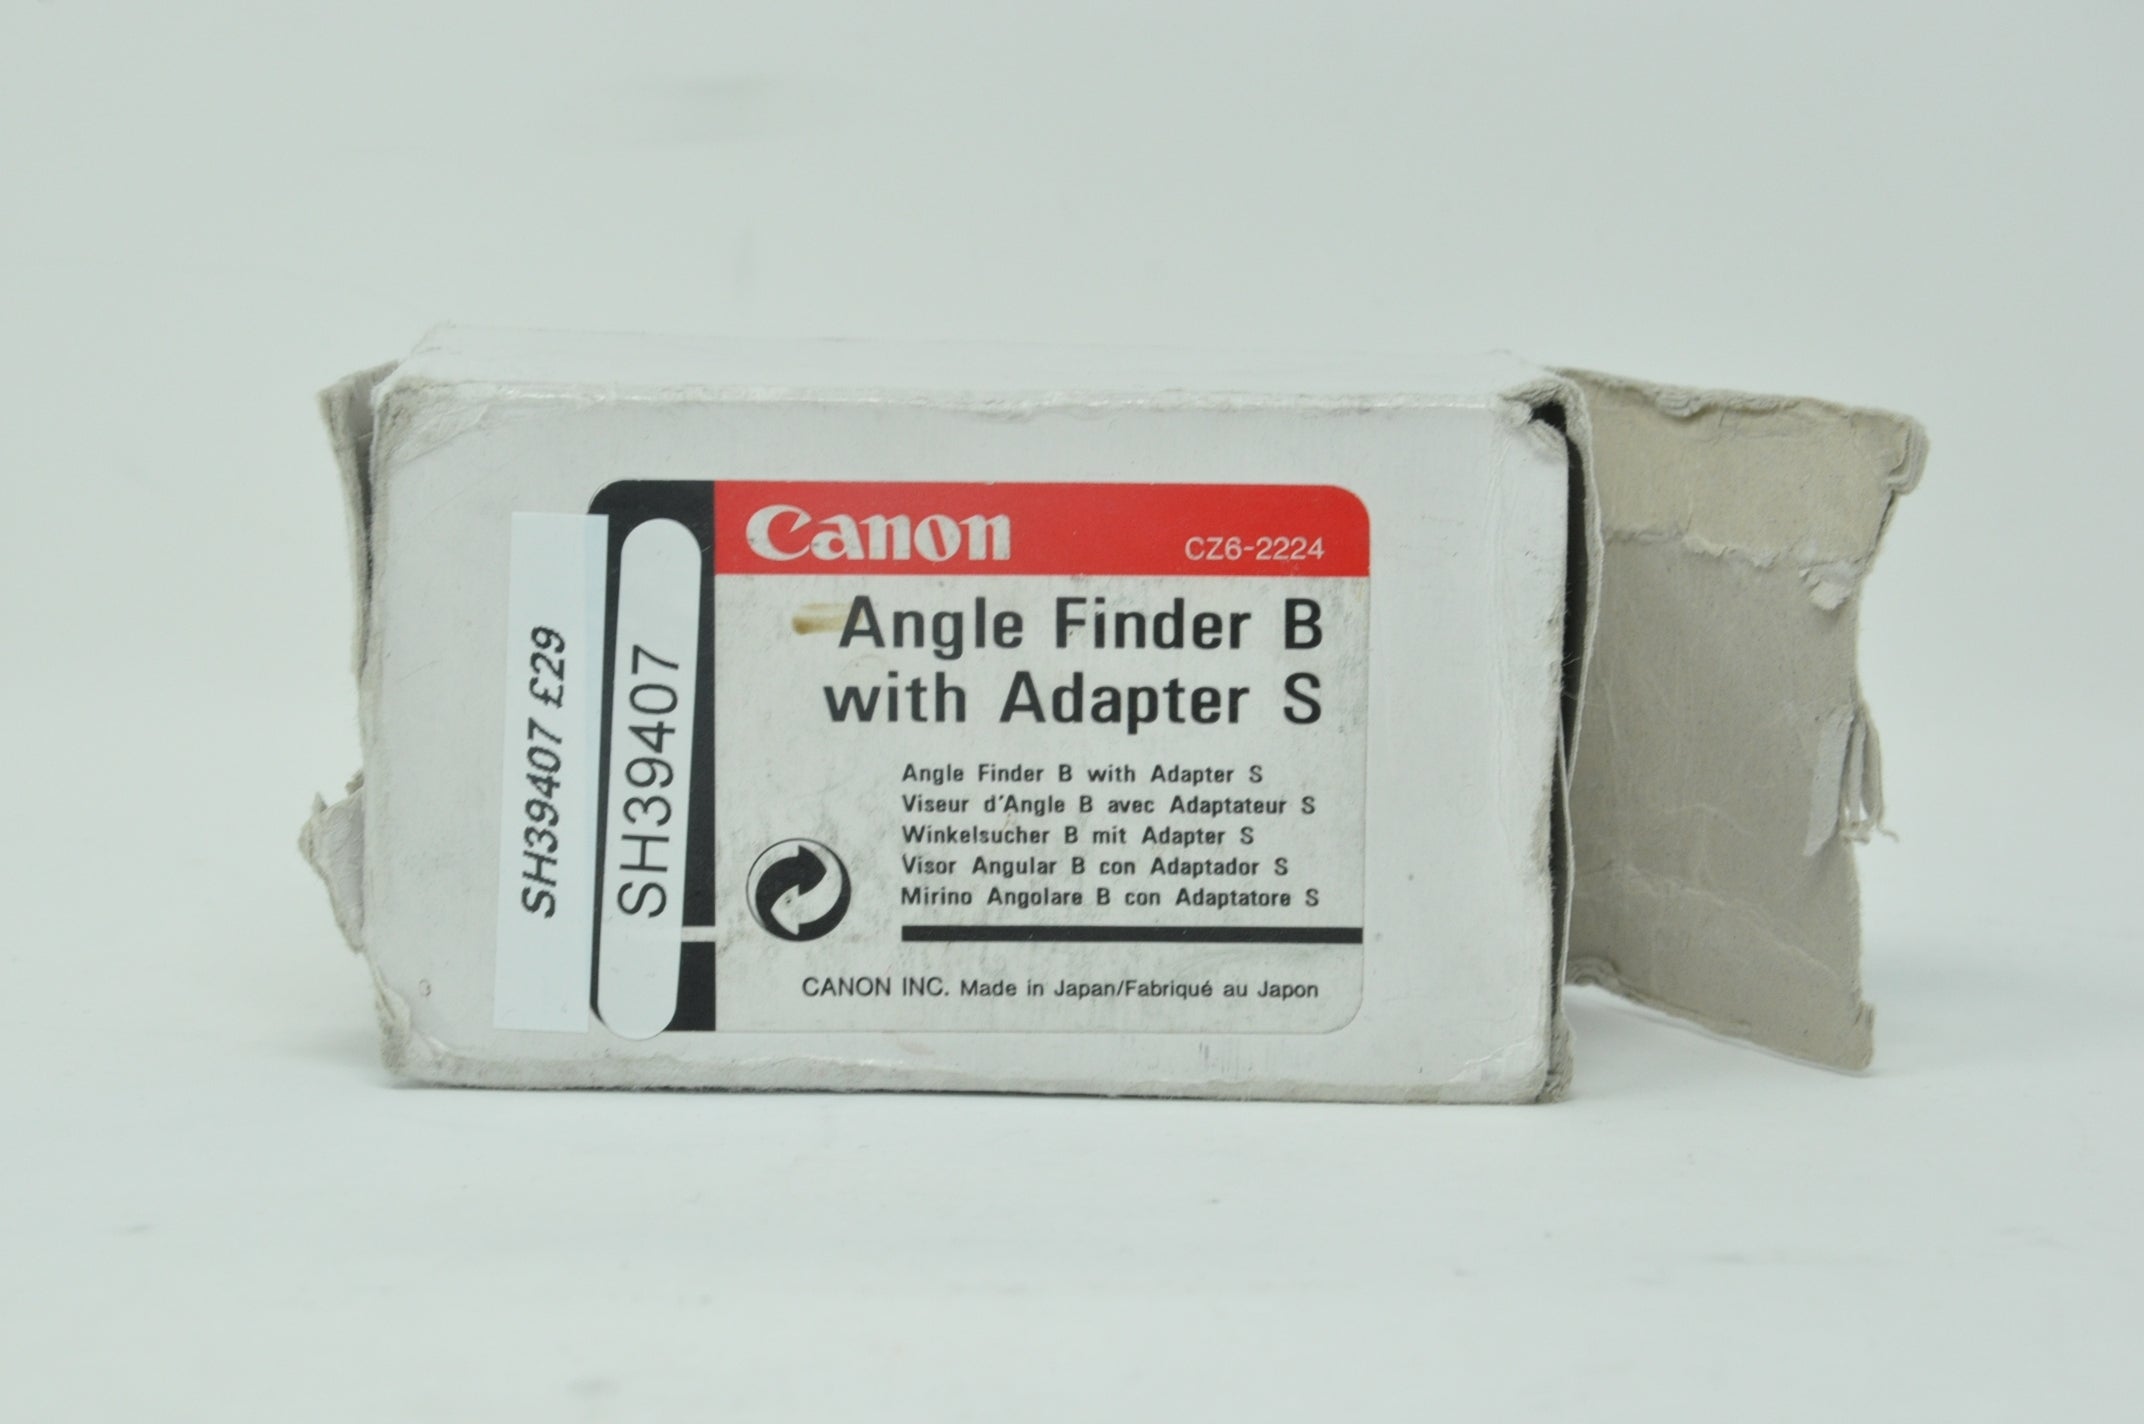 SH39407 £29
SH39407
Canon CZ6-2224
Angle Finder B
with Adapter S
Angle Finder B with Adapter S
Viseur d'Angle B avec Adaptateur S
Winkelsucher B mit Adapter S
Visor Angular B con Adaptador S
Mirino Angolare B con Adaptatore S
CANON INC. Made in Japan/Fabriqué au Japon